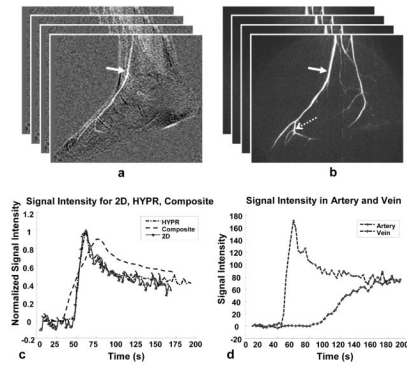 a
b
Signal Intensity for 2D, HYPR, Composite
Normalized Signal Intensity
1.2
1
0.8
0.6
0.4
0.2
0
-0.2
HYPR
Composite
2D
0 25 50 75 100 125 150 175 200
Time (s)
c
Signal Intensity in Artery and Vein
Signal Intensity
180
160
140
120
100
80
60
40
20
0
-20
Artery
Vein
0 20 40 60 80 100 120 140 160 180 200
Time (s)
d